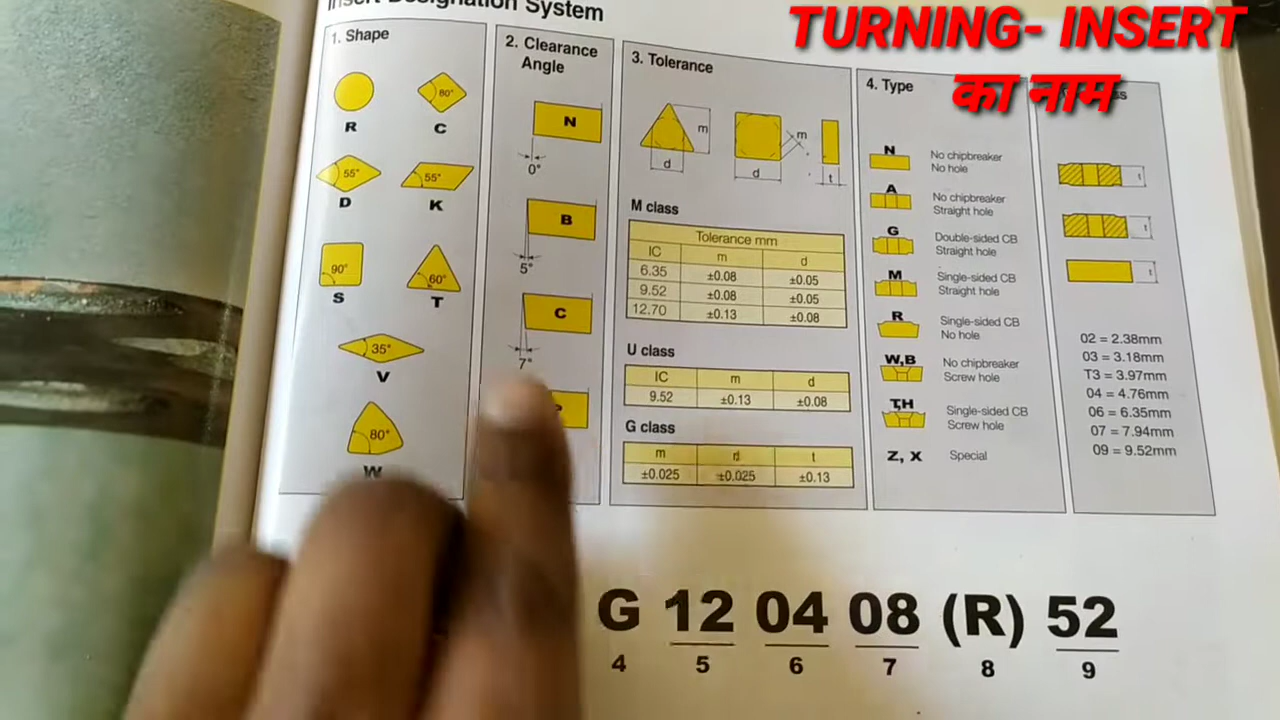 Insert Designation System
TURNING- INSERT
का नाम
1. Shape
R
80°
C
55°
D
55°
K
90°
S
60°
T
35°
V
80°
W
2. Clearance
Angle
N
0°
B
5°
C
7°
3. Tolerance
m
d
m
d
t
M class
Tolerance mm
IC m d
6.35 ±0.08 ±0.05
9.52 ±0.08 ±0.05
12.70 ±0.13 ±0.08
U class
IC m d
9.52 ±0.13 ±0.08
G class
m d t
±0.025 ±0.025 ±0.13
4. Type
N No chipbreaker
No hole
A No chipbreaker
Straight hole
G Double-sided CB
Straight hole
M Single-sided CB
Straight hole
R Single-sided CB
No hole
W,B No chipbreaker
Screw hole
T,H Single-sided CB
Screw hole
Z, X Special
t
t
t
02 = 2.38mm
03 = 3.18mm
T3 = 3.97mm
04 = 4.76mm
06 = 6.35mm
07 = 7.94mm
09 = 9.52mm
G 12 04 08 (R) 52
4 5 6 7 8 9